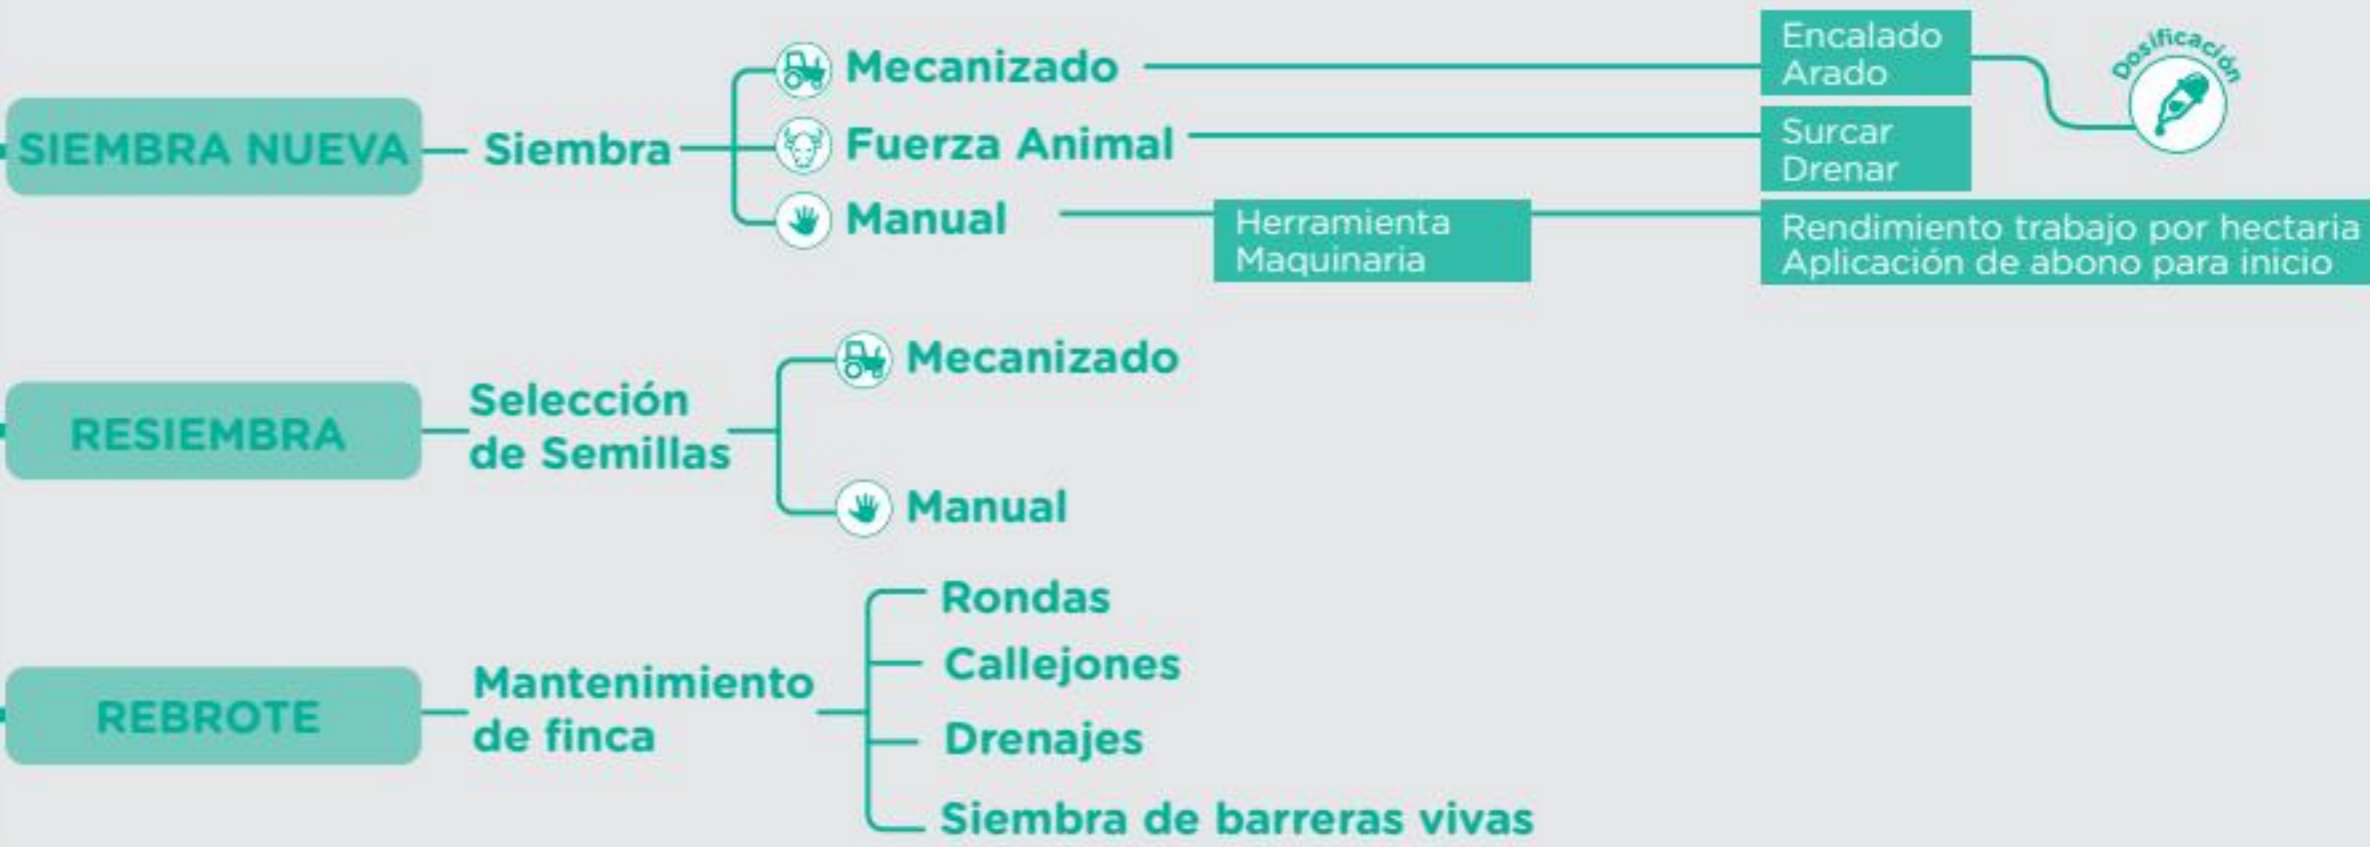 SIEMBRA NUEVA
Siembra
Mecanizado
Encalado
Arado
Dosificación
Fuerza Animal
Surcar
Drenar
Manual
Herramienta
Maquinaria
Rendimiento trabajo por hectaria
Aplicación de abono para inicio
RESIEMBRA
Selección
de Semillas
Mecanizado
Manual
REBROTE
Mantenimiento
de finca
Rondas
Callejones
Drenajes
Siembra de barreras vivas